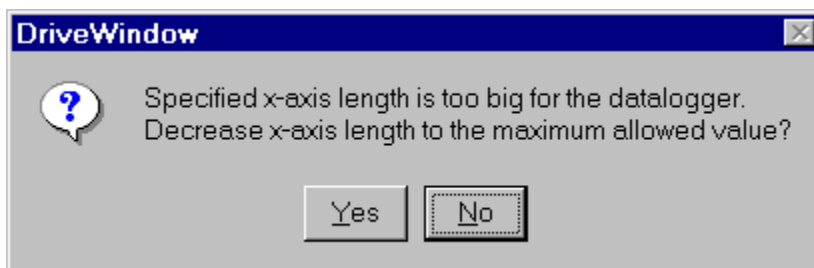 DriveWindow
Specified x-axis length is too big for the datalogger.
Decrease x-axis length to the maximum allowed value?
Yes
No